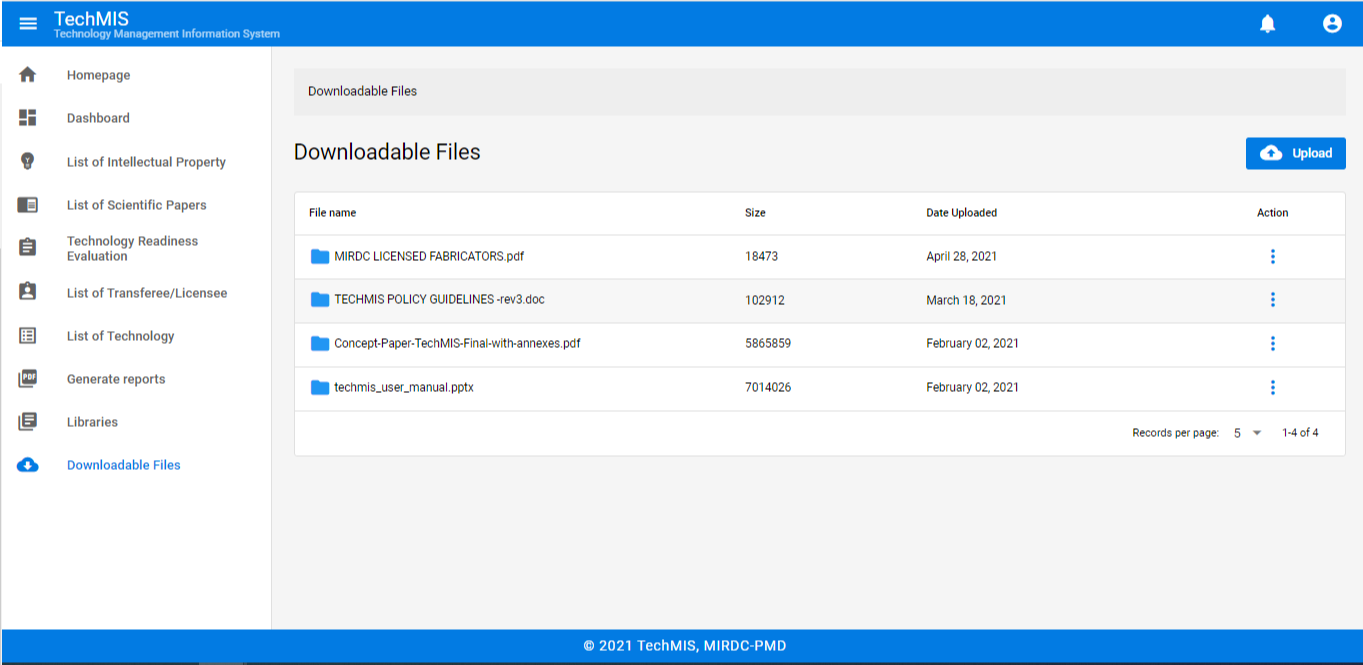 TechMIS
Technology Management Information System
Homepage
Dashboard
List of Intellectual Property
List of Scientific Papers
Technology Readiness
Evaluation
List of Transferee/Licensee
List of Technology
PDF
Generate reports
Libraries
Downloadable Files
Downloadable Files
Downloadable Files
Upload
File name Size Date Uploaded Action
MIRDC LICENSED FABRICATORS.pdf 18473 April 28, 2021
TECHMIS POLICY GUIDELINES -rev3.doc 102912 March 18, 2021
Concept-Paper-TechMIS-Final-with-annexes.pdf 5865859 February 02, 2021
techmis_user_manual.pptx 7014026 February 02, 2021
Records per page: 5 1-4 of 4
© 2021 TechMIS, MIRDC-PMD